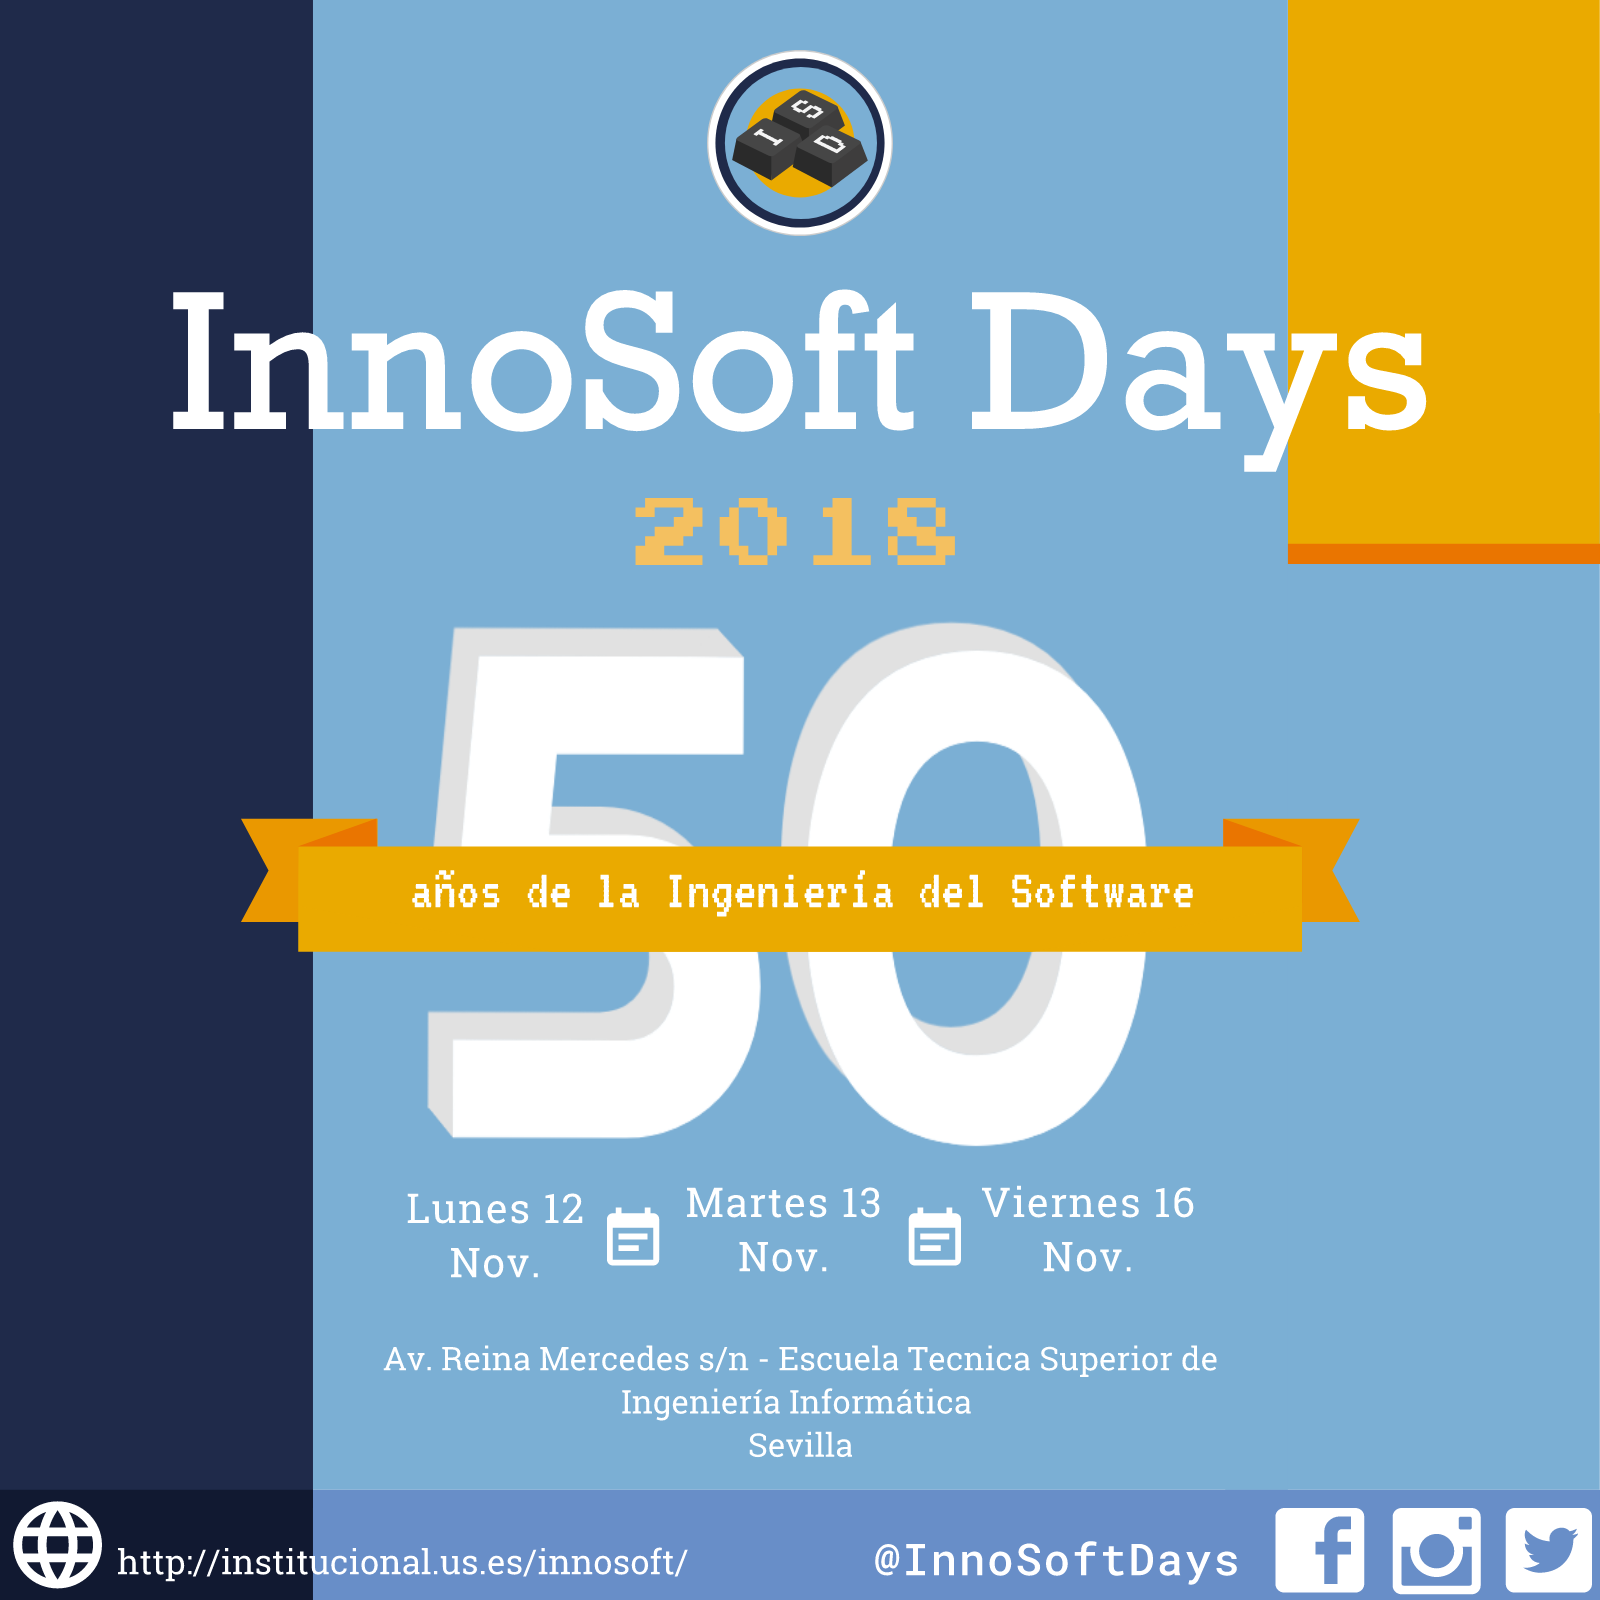 S
I D
InnoSoft Days
2018
50
años de la Ingeniería del Software
Lunes 12
Nov.
Martes 13
Nov.
Viernes 16
Nov.
Av. Reina Mercedes s/n - Escuela Tecnica Superior de
Ingeniería Informática
Sevilla
http://institucional.us.es/innosoft/
@InnoSoftDays